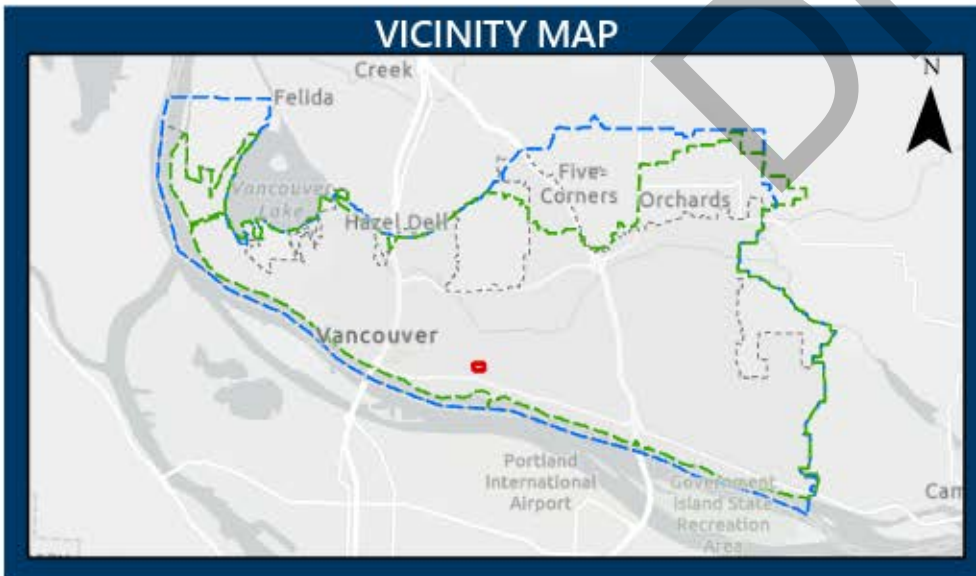 VICINITY MAP
Creek
N
Felida
Vancouver
Lake
Five
Corners
Orchards
Hazel Dell
Vancouver
Portland
International
Airport
Government
Island State
Recreation
Area
Cam